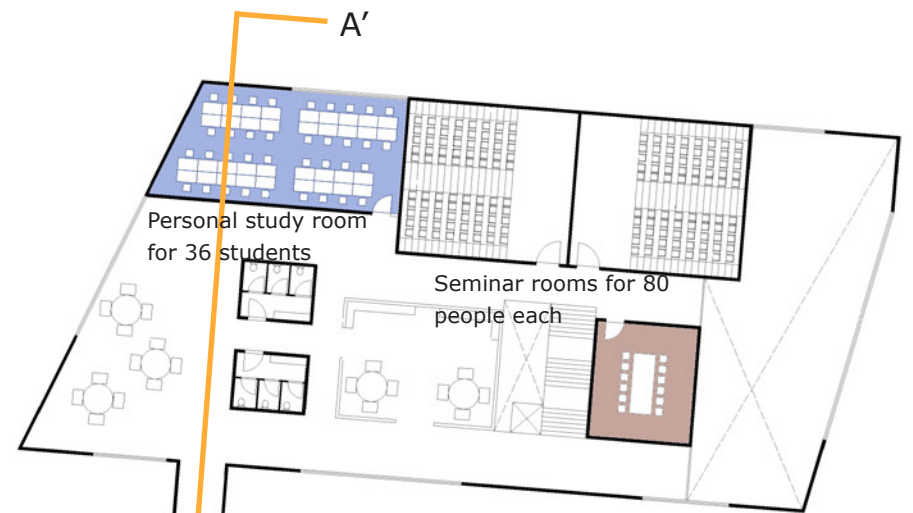 A’
Personal study room
for 36 students
Seminar rooms for 80
people each